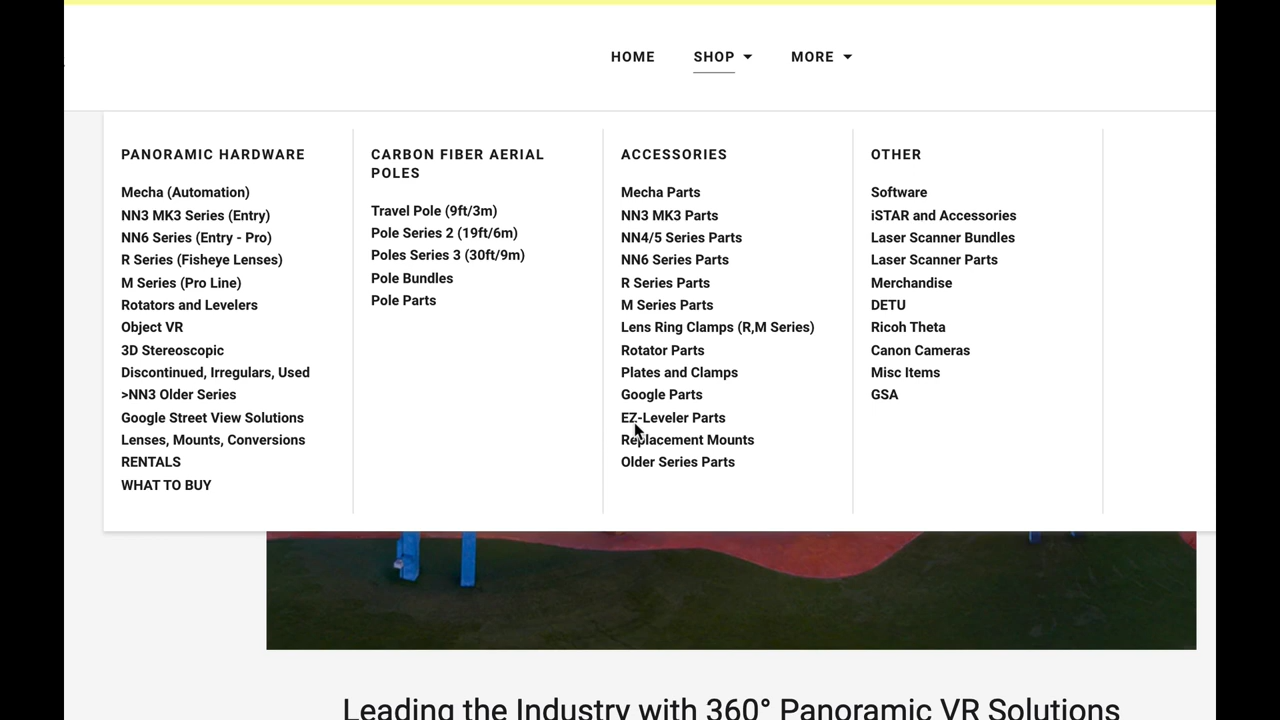 HOME
SHOP
MORE
PANORAMIC HARDWARE
Mecha (Automation)
NN3 MK3 Series (Entry)
NN6 Series (Entry - Pro)
R Series (Fisheye Lenses)
M Series (Pro Line)
Rotators and Levelers
Object VR
3D Stereoscopic
Discontinued, Irregulars, Used
>NN3 Older Series
Google Street View Solutions
Lenses, Mounts, Conversions
RENTALS
WHAT TO BUY
CARBON FIBER AERIAL
POLES
Travel Pole (9ft/3m)
Pole Series 2 (19ft/6m)
Poles Series 3 (30ft/9m)
Pole Bundles
Pole Parts
ACCESSORIES
Mecha Parts
NN3 MK3 Parts
NN4/5 Series Parts
NN6 Series Parts
R Series Parts
M Series Parts
Lens Ring Clamps (R,M Series)
Rotator Parts
Plates and Clamps
Google Parts
EZ-Leveler Parts
Replacement Mounts
Older Series Parts
OTHER
Software
iSTAR and Accessories
Laser Scanner Bundles
Laser Scanner Parts
Merchandise
DETU
Ricoh Theta
Canon Cameras
Misc Items
GSA
Leading the Industry with 360° Panoramic VR Solutions